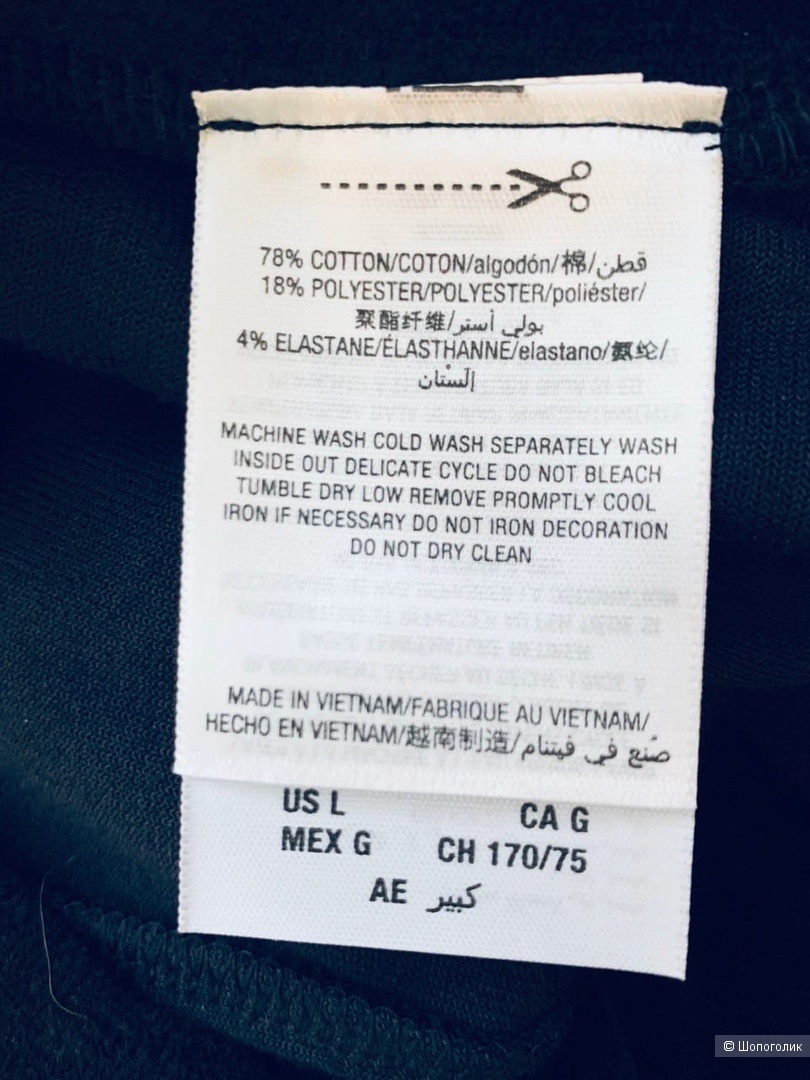 78% COTTON/COTON/algodón/棉/قطن
18% POLYESTER/POLYESTER/poliéster/
聚酯纤维/بولي أستر
4% ELASTANE/ÉLASTHANNE/elastano/氨纶/
إلَسْتان
MACHINE WASH COLD WASH SEPARATELY WASH
INSIDE OUT DELICATE CYCLE DO NOT BLEACH
TUMBLE DRY LOW REMOVE PROMPTLY COOL
IRON IF NECESSARY DO NOT IRON DECORATION
DO NOT DRY CLEAN
MADE IN VIETNAM/FABRIQUE AU VIETNAM/
HECHO EN VIETNAM/越南制造/صُنع في فيتنام
US L CA G
MEX G CH 170/75
AE كبير
© Шопоголик